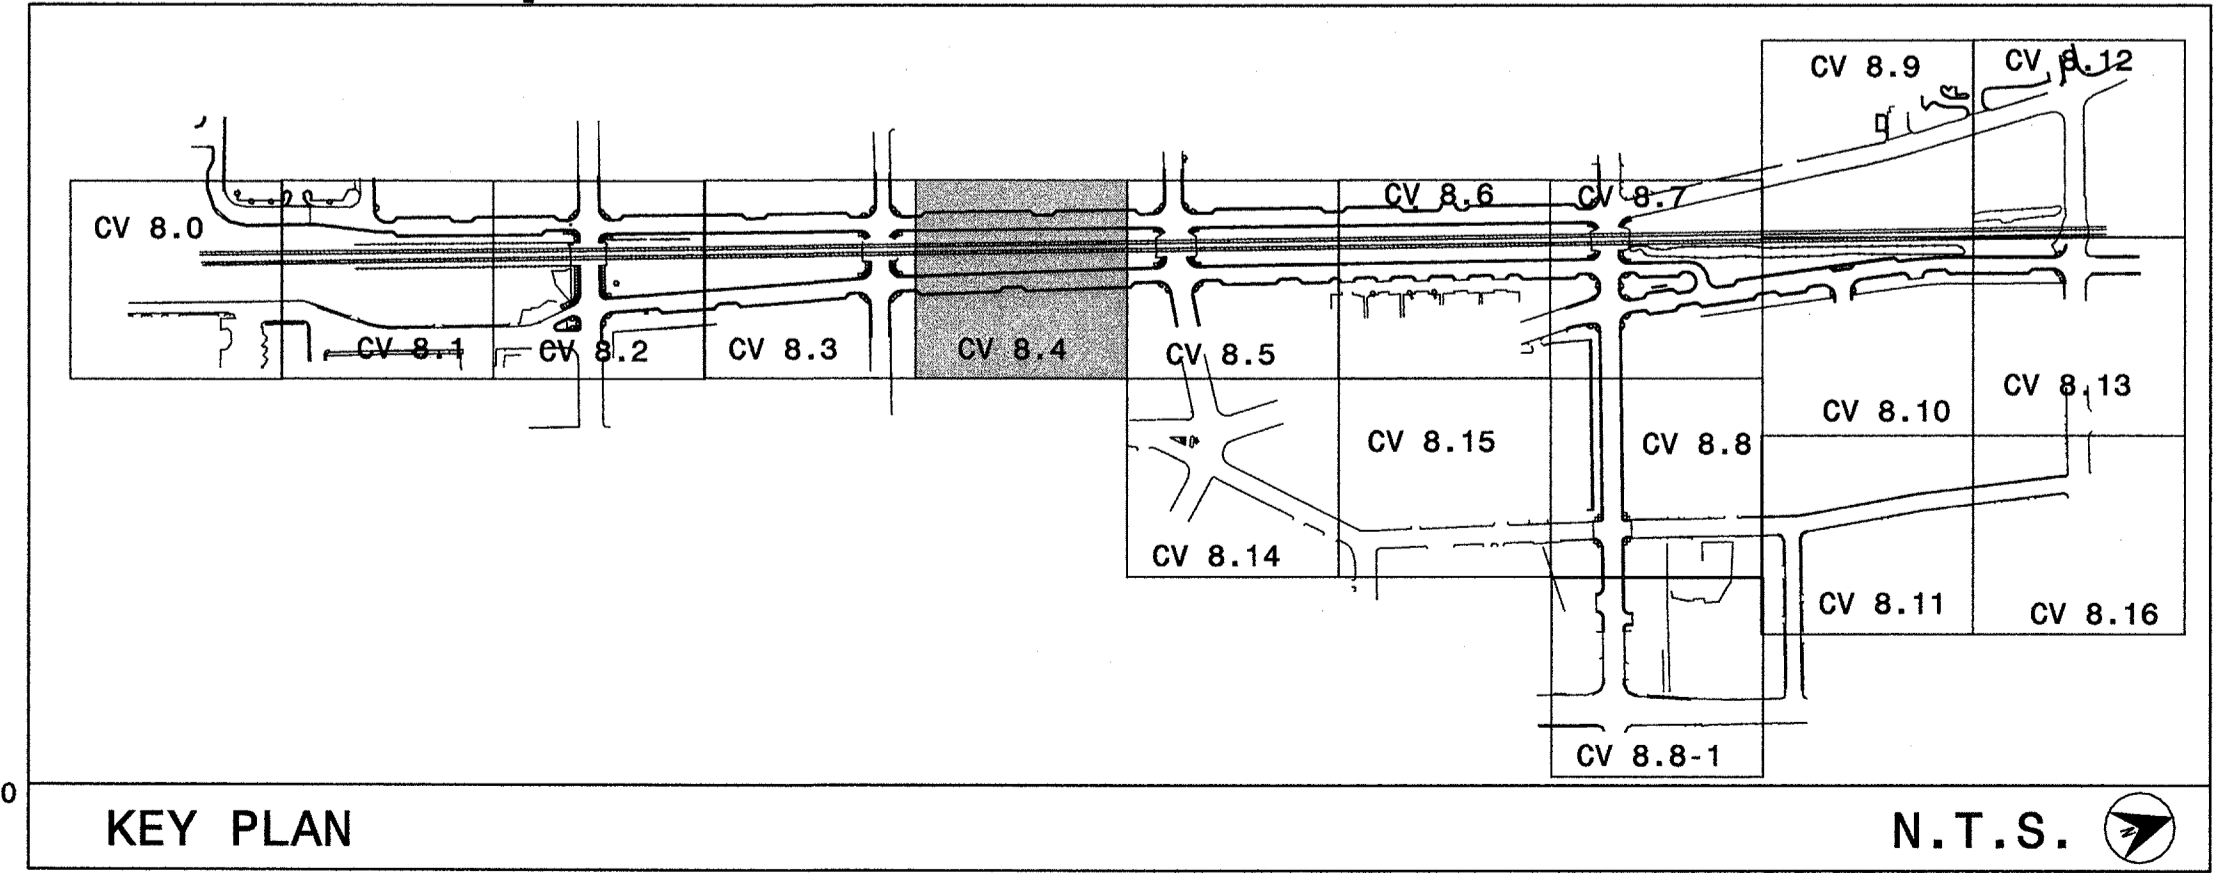 CV 8.9
CV 8.12
CV 8.6
CV 8.7
CV 8.0
CV 8.1
CV 8.2
CV 8.3
CV 8.4
CV 8.5
CV 8.13
CV 8.10
CV 8.15
CV 8.8
CV 8.14
CV 8.11
CV 8.16
CV 8.8-1
0
KEY PLAN
N.T.S.
N